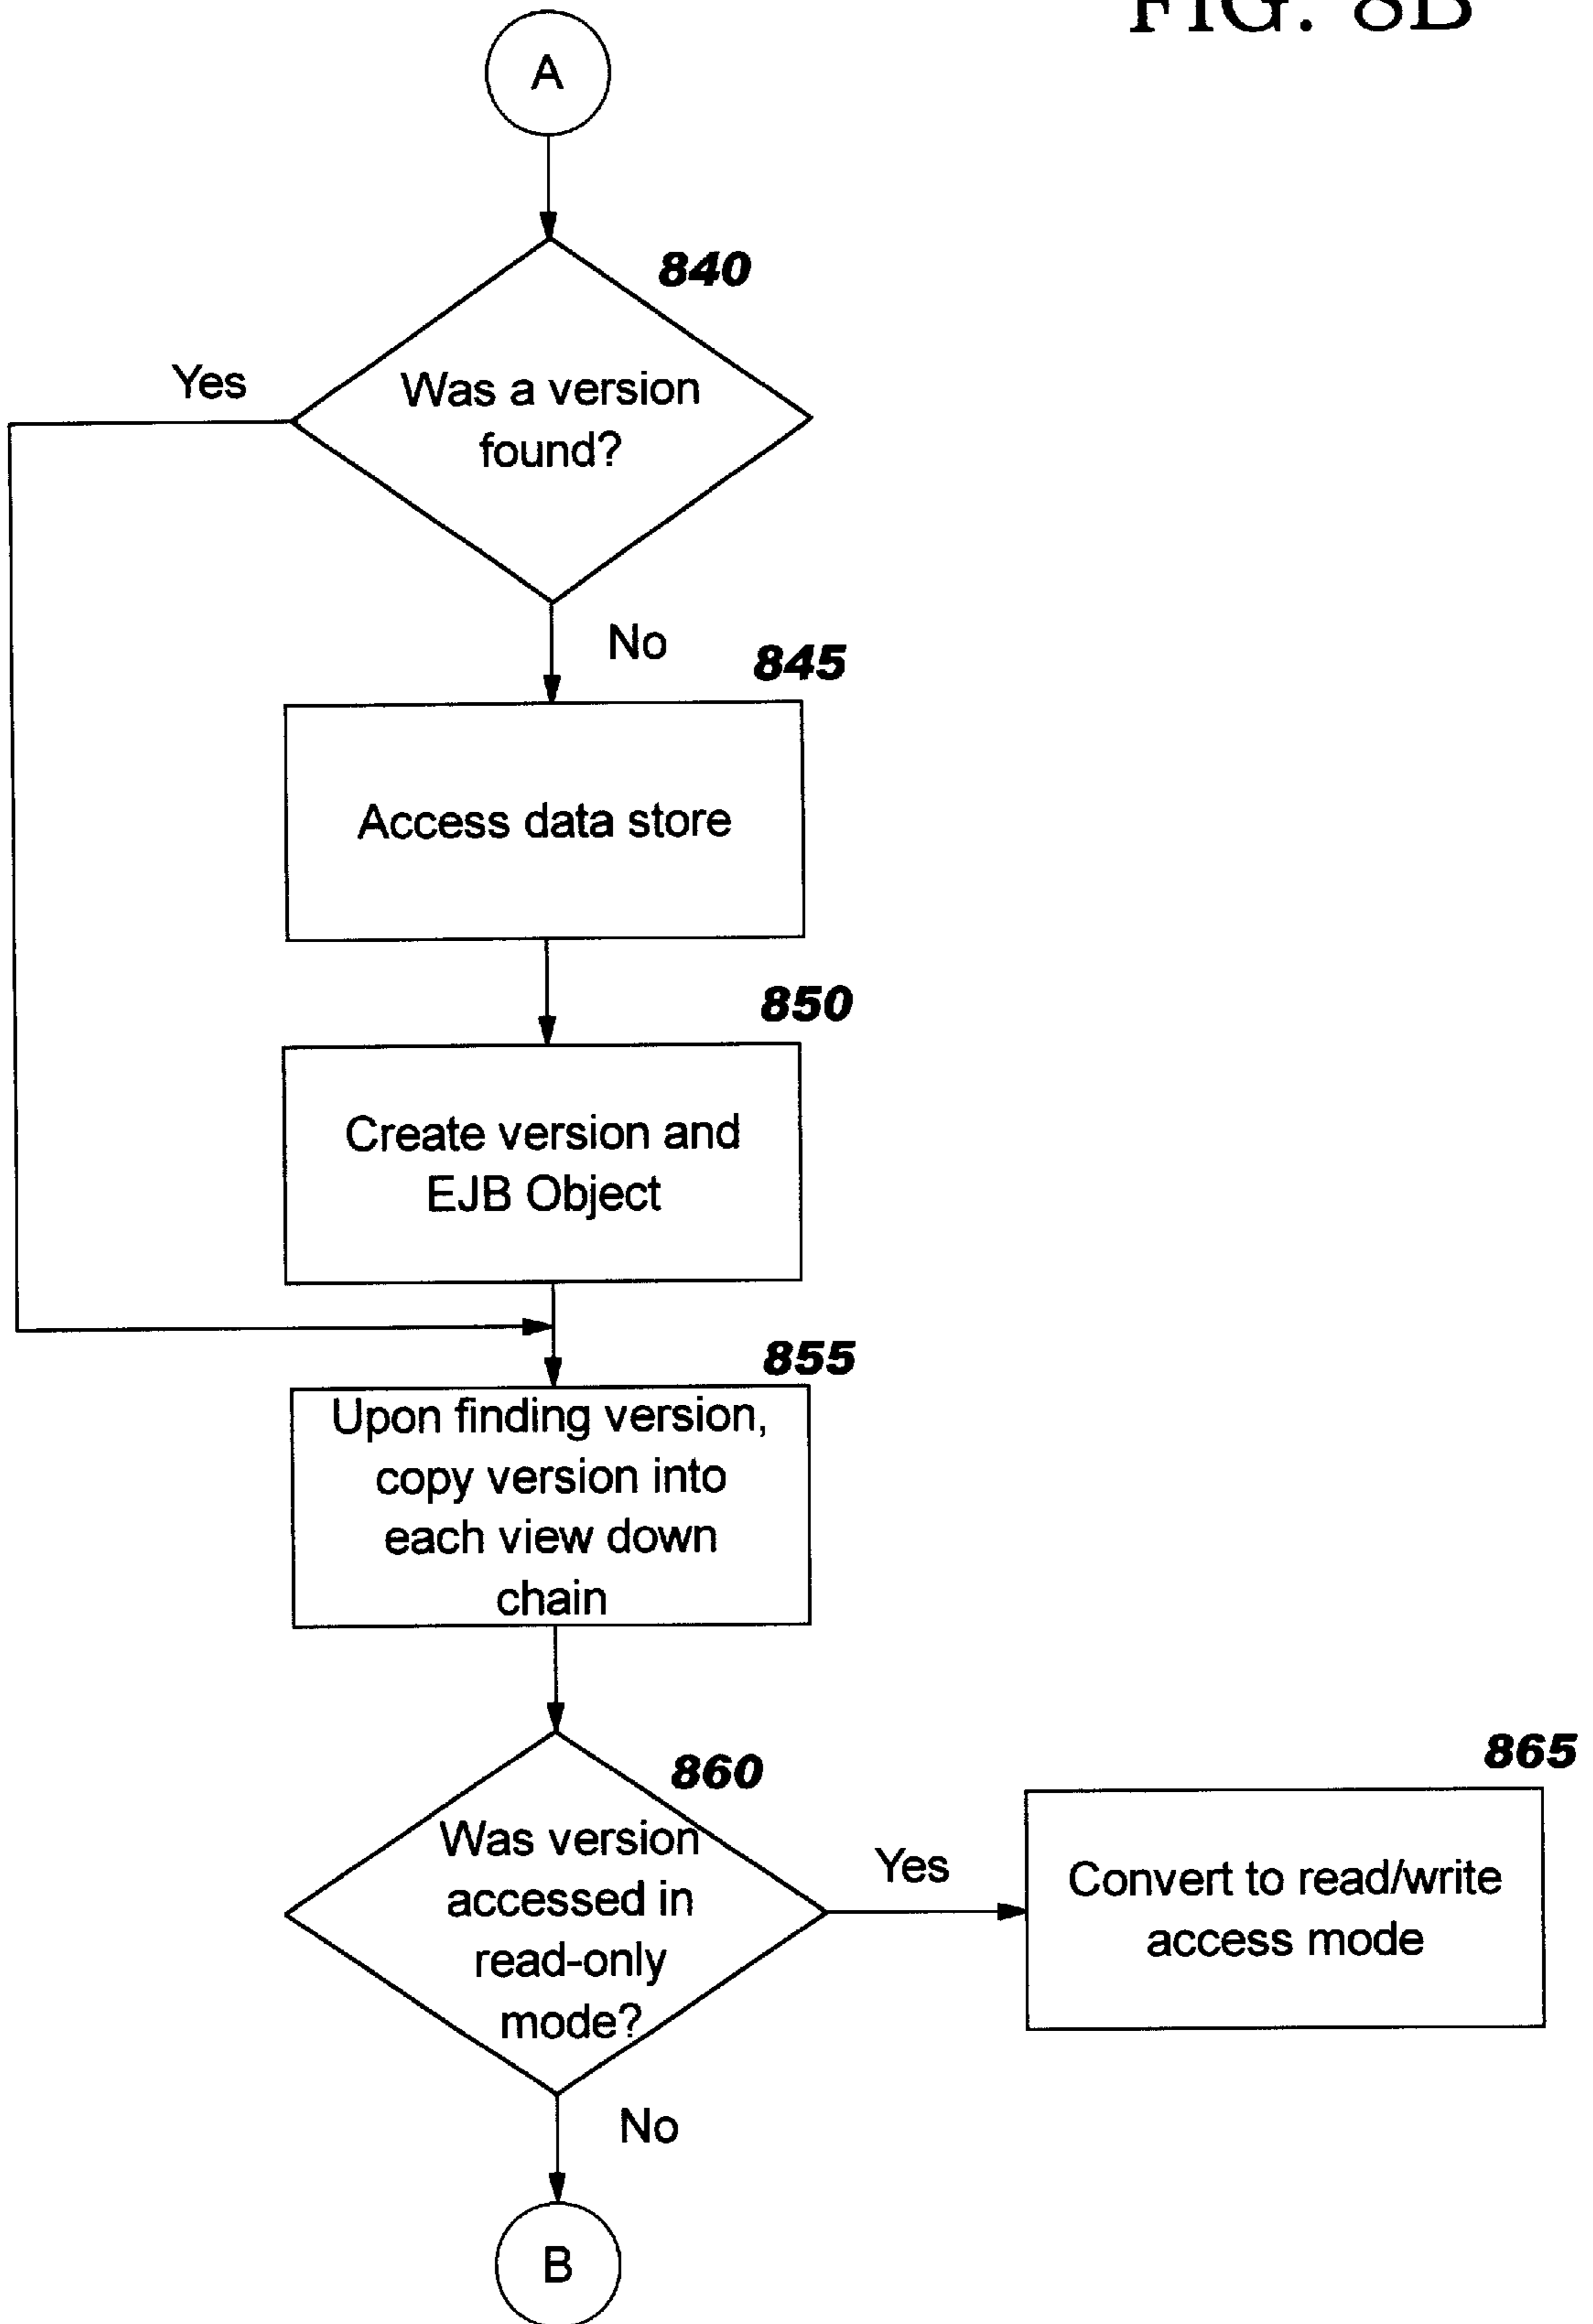 FIG. 8B
A
840
Yes
Was a version
found?
No
845
Access data store
850
Create version and
EJB Object
855
Upon finding version,
copy version into
each view down
chain
860
Was version
accessed in
read-only
mode?
Yes
865
Convert to read/write
access mode
No
B